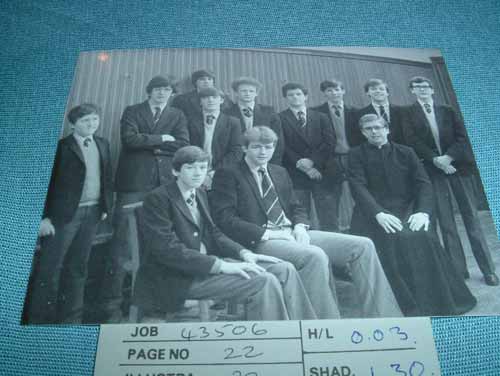 JOB 43506 H/L 0.03.
PAGE NO 22
SHAD. 1.30